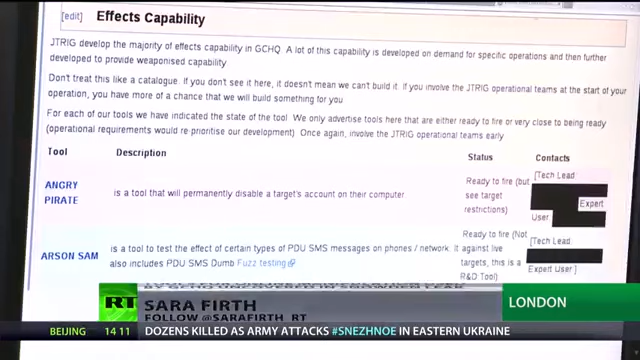 [edit] Effects Capability
JTRIG develop the majority of effects capability in GCHQ A lot of this capability is developed on demand for specific operations and then further
developed to provide weaponised capability
Don't treat this like a catalogue. If you don't see it here, it doesn't mean we can't build it. If you involve the JTRIG operational teams at the start of your
operation, you have more of a chance that we will build something for you
For each of our tools we have indicated the state of the tool. We only advertise tools here that are either ready to fire or very close to being ready
(operational requirements would re-prioritise our development) Once again, involve the JTRIG operational teams early
Tool Description Status Contacts
ANGRY
PIRATE
is a tool that will permanently disable a target's account on their computer
Ready to fire (but
see target
restrictions)
[Tech Lead
Expert
User
ARSON SAM
is a tool to test the effect of certain types of PDU SMS messages on phones / network. It
also includes PDU SMS Dumb Fuzz testing
Ready to fire (Not
against live
targets, this is a
R&D Tool)
[Tech Lead
Expert User ]
RT
SARA FIRTH
FOLLOW @SARAFIRTH_RT
LONDON
BEIJING 14 11 DOZENS KILLED AS ARMY ATTACKS #SNEZHNOE IN EASTERN UKRAINE